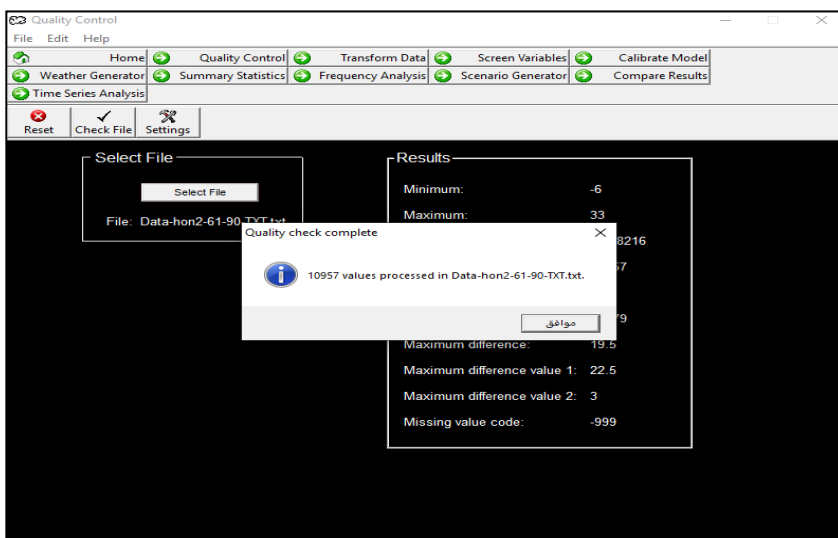 Quality Control
File Edit Help
Home Quality Control Transform Data Screen Variables Calibrate Model
Weather Generator Summary Statistics Frequency Analysis Scenario Generator Compare Results
Time Series Analysis
Reset Check File Settings
Select File
Select File
File: Data-hon2-61-90-TXT.txt
Results
Minimum: -6
Maximum: 33
Quality check complete
10957 values processed in Data-hon2-61-90-TXT.txt.
موافق
Maximum difference: 19.5
Maximum difference value 1: 22.5
Maximum difference value 2: 3
Missing value code: -999